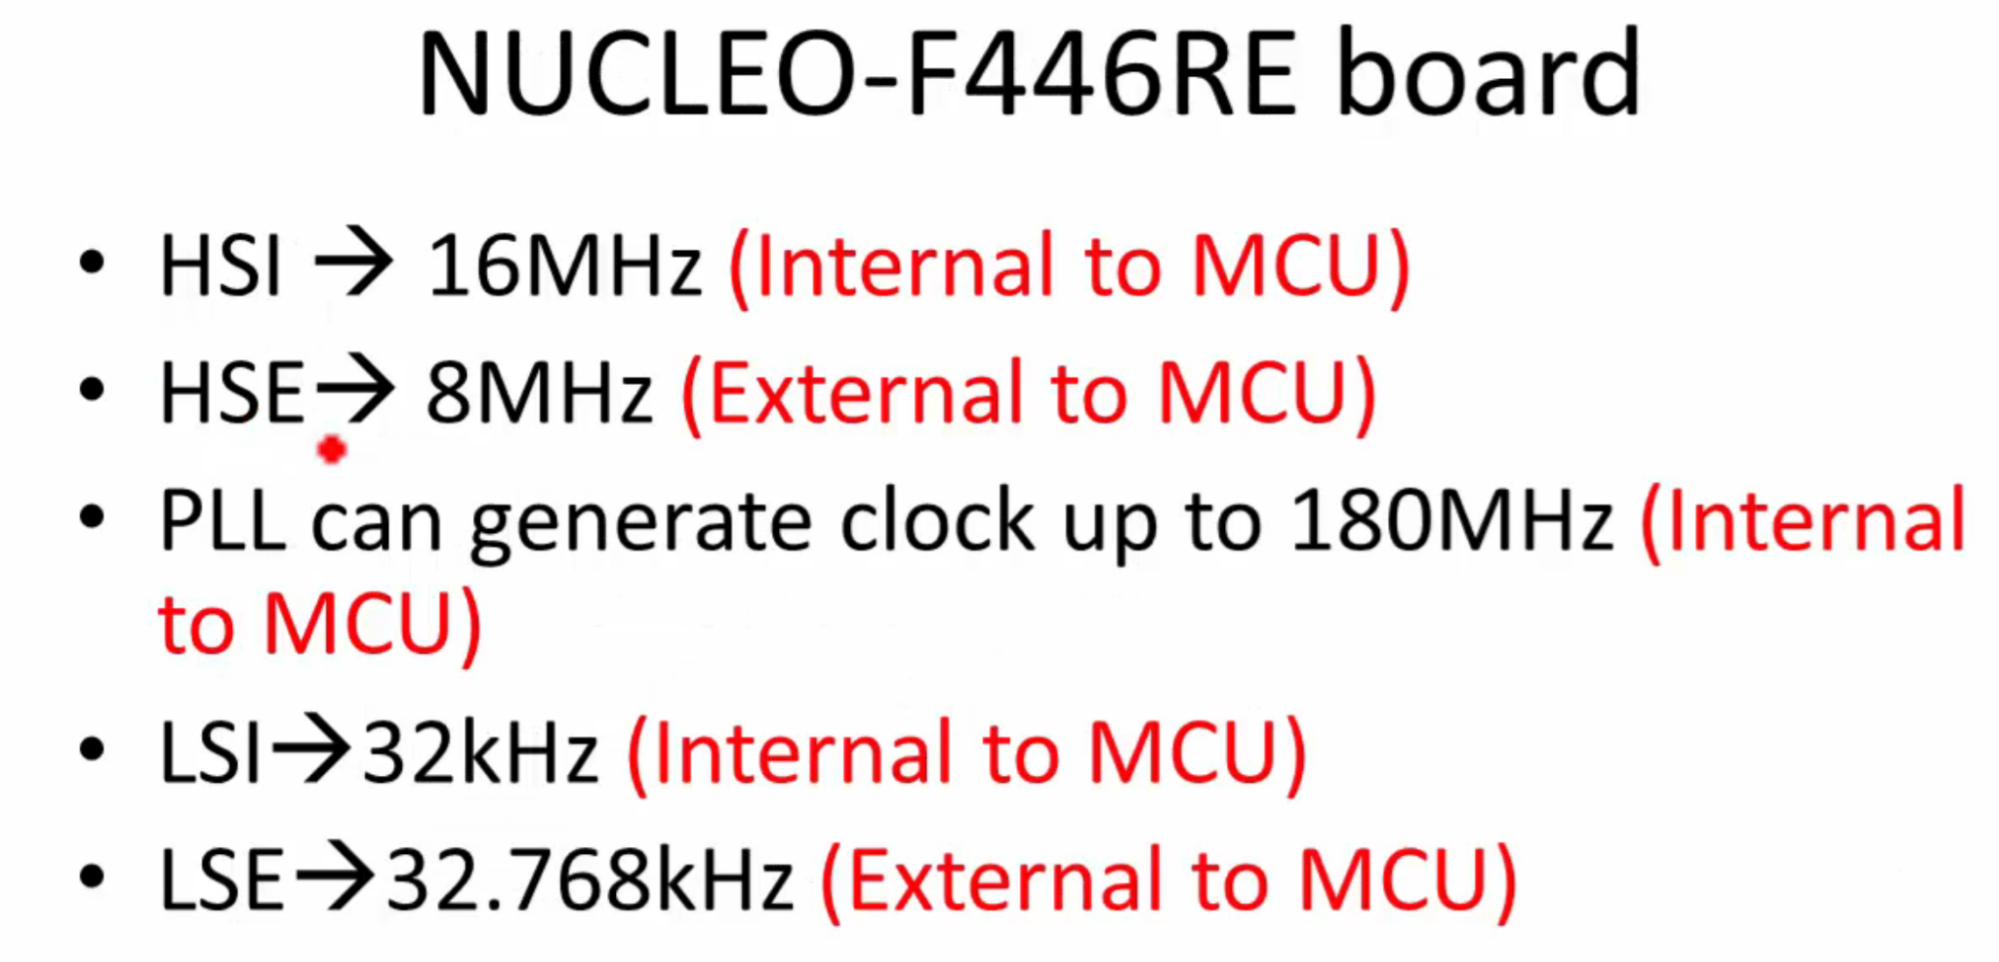 NUCLEO-F446RE board
• HSI → 16MHz (Internal to MCU)
• HSE→ 8MHz (External to MCU)
• PLL can generate clock up to 180MHz (Internal
to MCU)
• LSI→32kHz (Internal to MCU)
• LSE→32.768kHz (External to MCU)